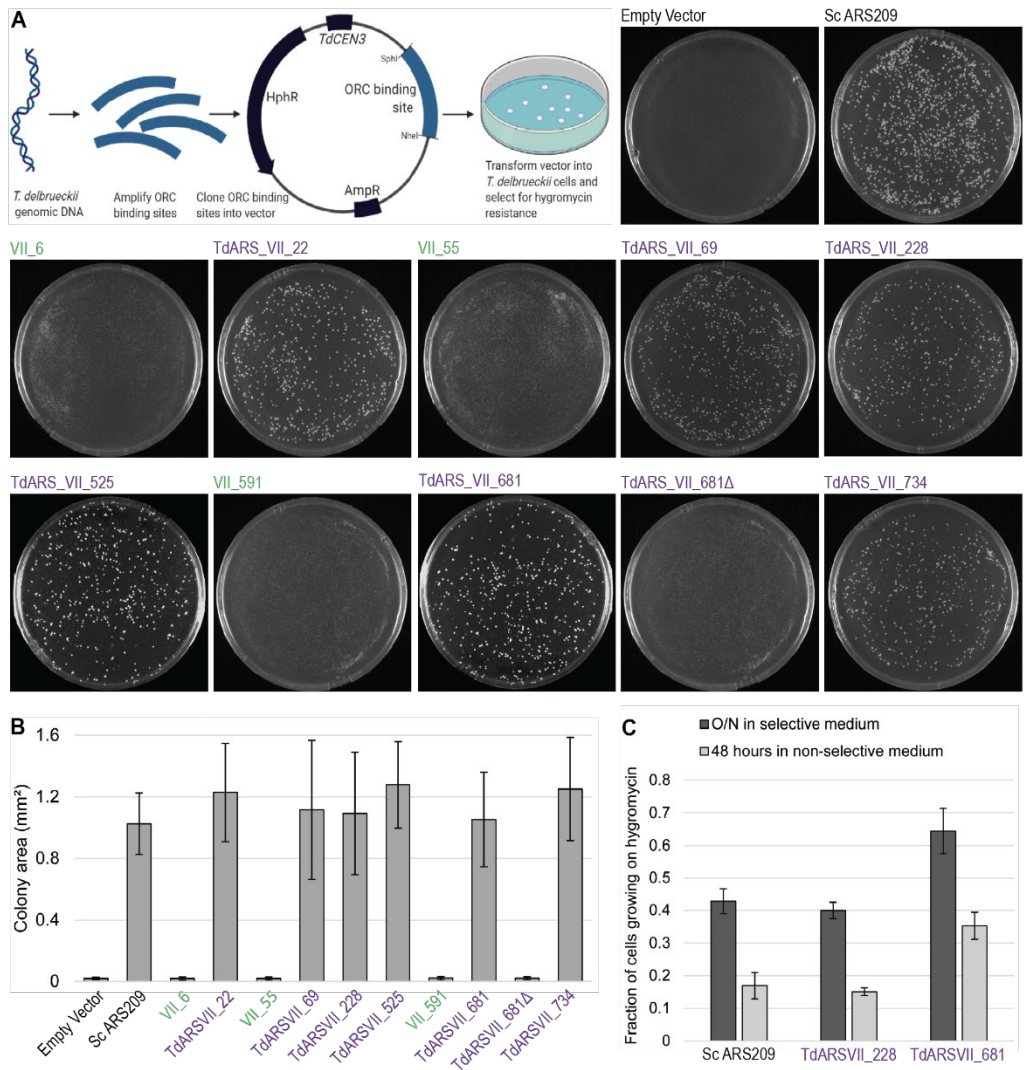 A
T. delbrueckii
genomic DNA
Amplify ORC
binding sites
Clone ORC binding
sites into vector
TdCEN3
SphI
ORC binding
site
HphR
NheI
AmpR
Transform vector into
T. delbrueckii cells and
select for hygromycin
resistance
Empty Vector
Sc ARS209
VII_6
TdARS_VII_22
VII_55
TdARS_VII_69
TdARS_VII_228
TdARS_VII_525
VII_591
TdARS_VII_681
TdARS_VII_681Δ
TdARS_VII_734
B
Colony area (mm²)
1.6
1.2
0.8
0.4
0
Empty Vector
Sc ARS209
VII_6
TdARSVII_22
VII_55
TdARSVII_69
TdARSVII_228
TdARSVII_525
VII_591
TdARSVII_681
TdARSVII_681Δ
TdARSVII_734
C
O/N in selective medium
48 hours in non-selective medium
Fraction of cells growing on hygromycin
0.8
0.7
0.6
0.5
0.4
0.3
0.2
0.1
0
Sc ARS209
TdARSVII_228
TdARSVII_681